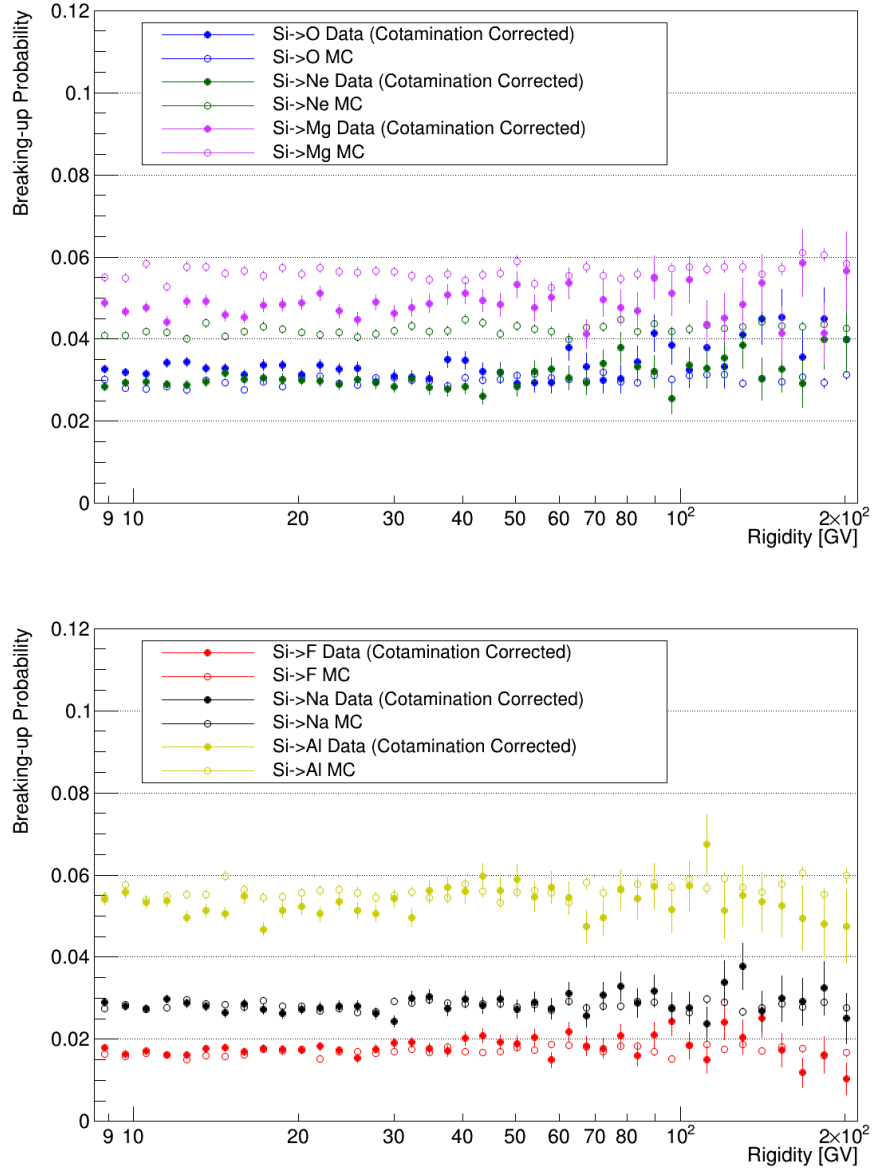 Breaking-up Probability
0.12
0.1
0.08
0.06
0.04
0.02
0
Si->O Data (Cotamination Corrected)
Si->O MC
Si->Ne Data (Cotamination Corrected)
Si->Ne MC
Si->Mg Data (Cotamination Corrected)
Si->Mg MC
9 10 20 30 40 50 60 70 80 10² 2×10²
Rigidity [GV]
Breaking-up Probability
0.12
0.1
0.08
0.06
0.04
0.02
0
Si->F Data (Cotamination Corrected)
Si->F MC
Si->Na Data (Cotamination Corrected)
Si->Na MC
Si->Al Data (Cotamination Corrected)
Si->Al MC
9 10 20 30 40 50 60 70 80 10² 2×10²
Rigidity [GV]